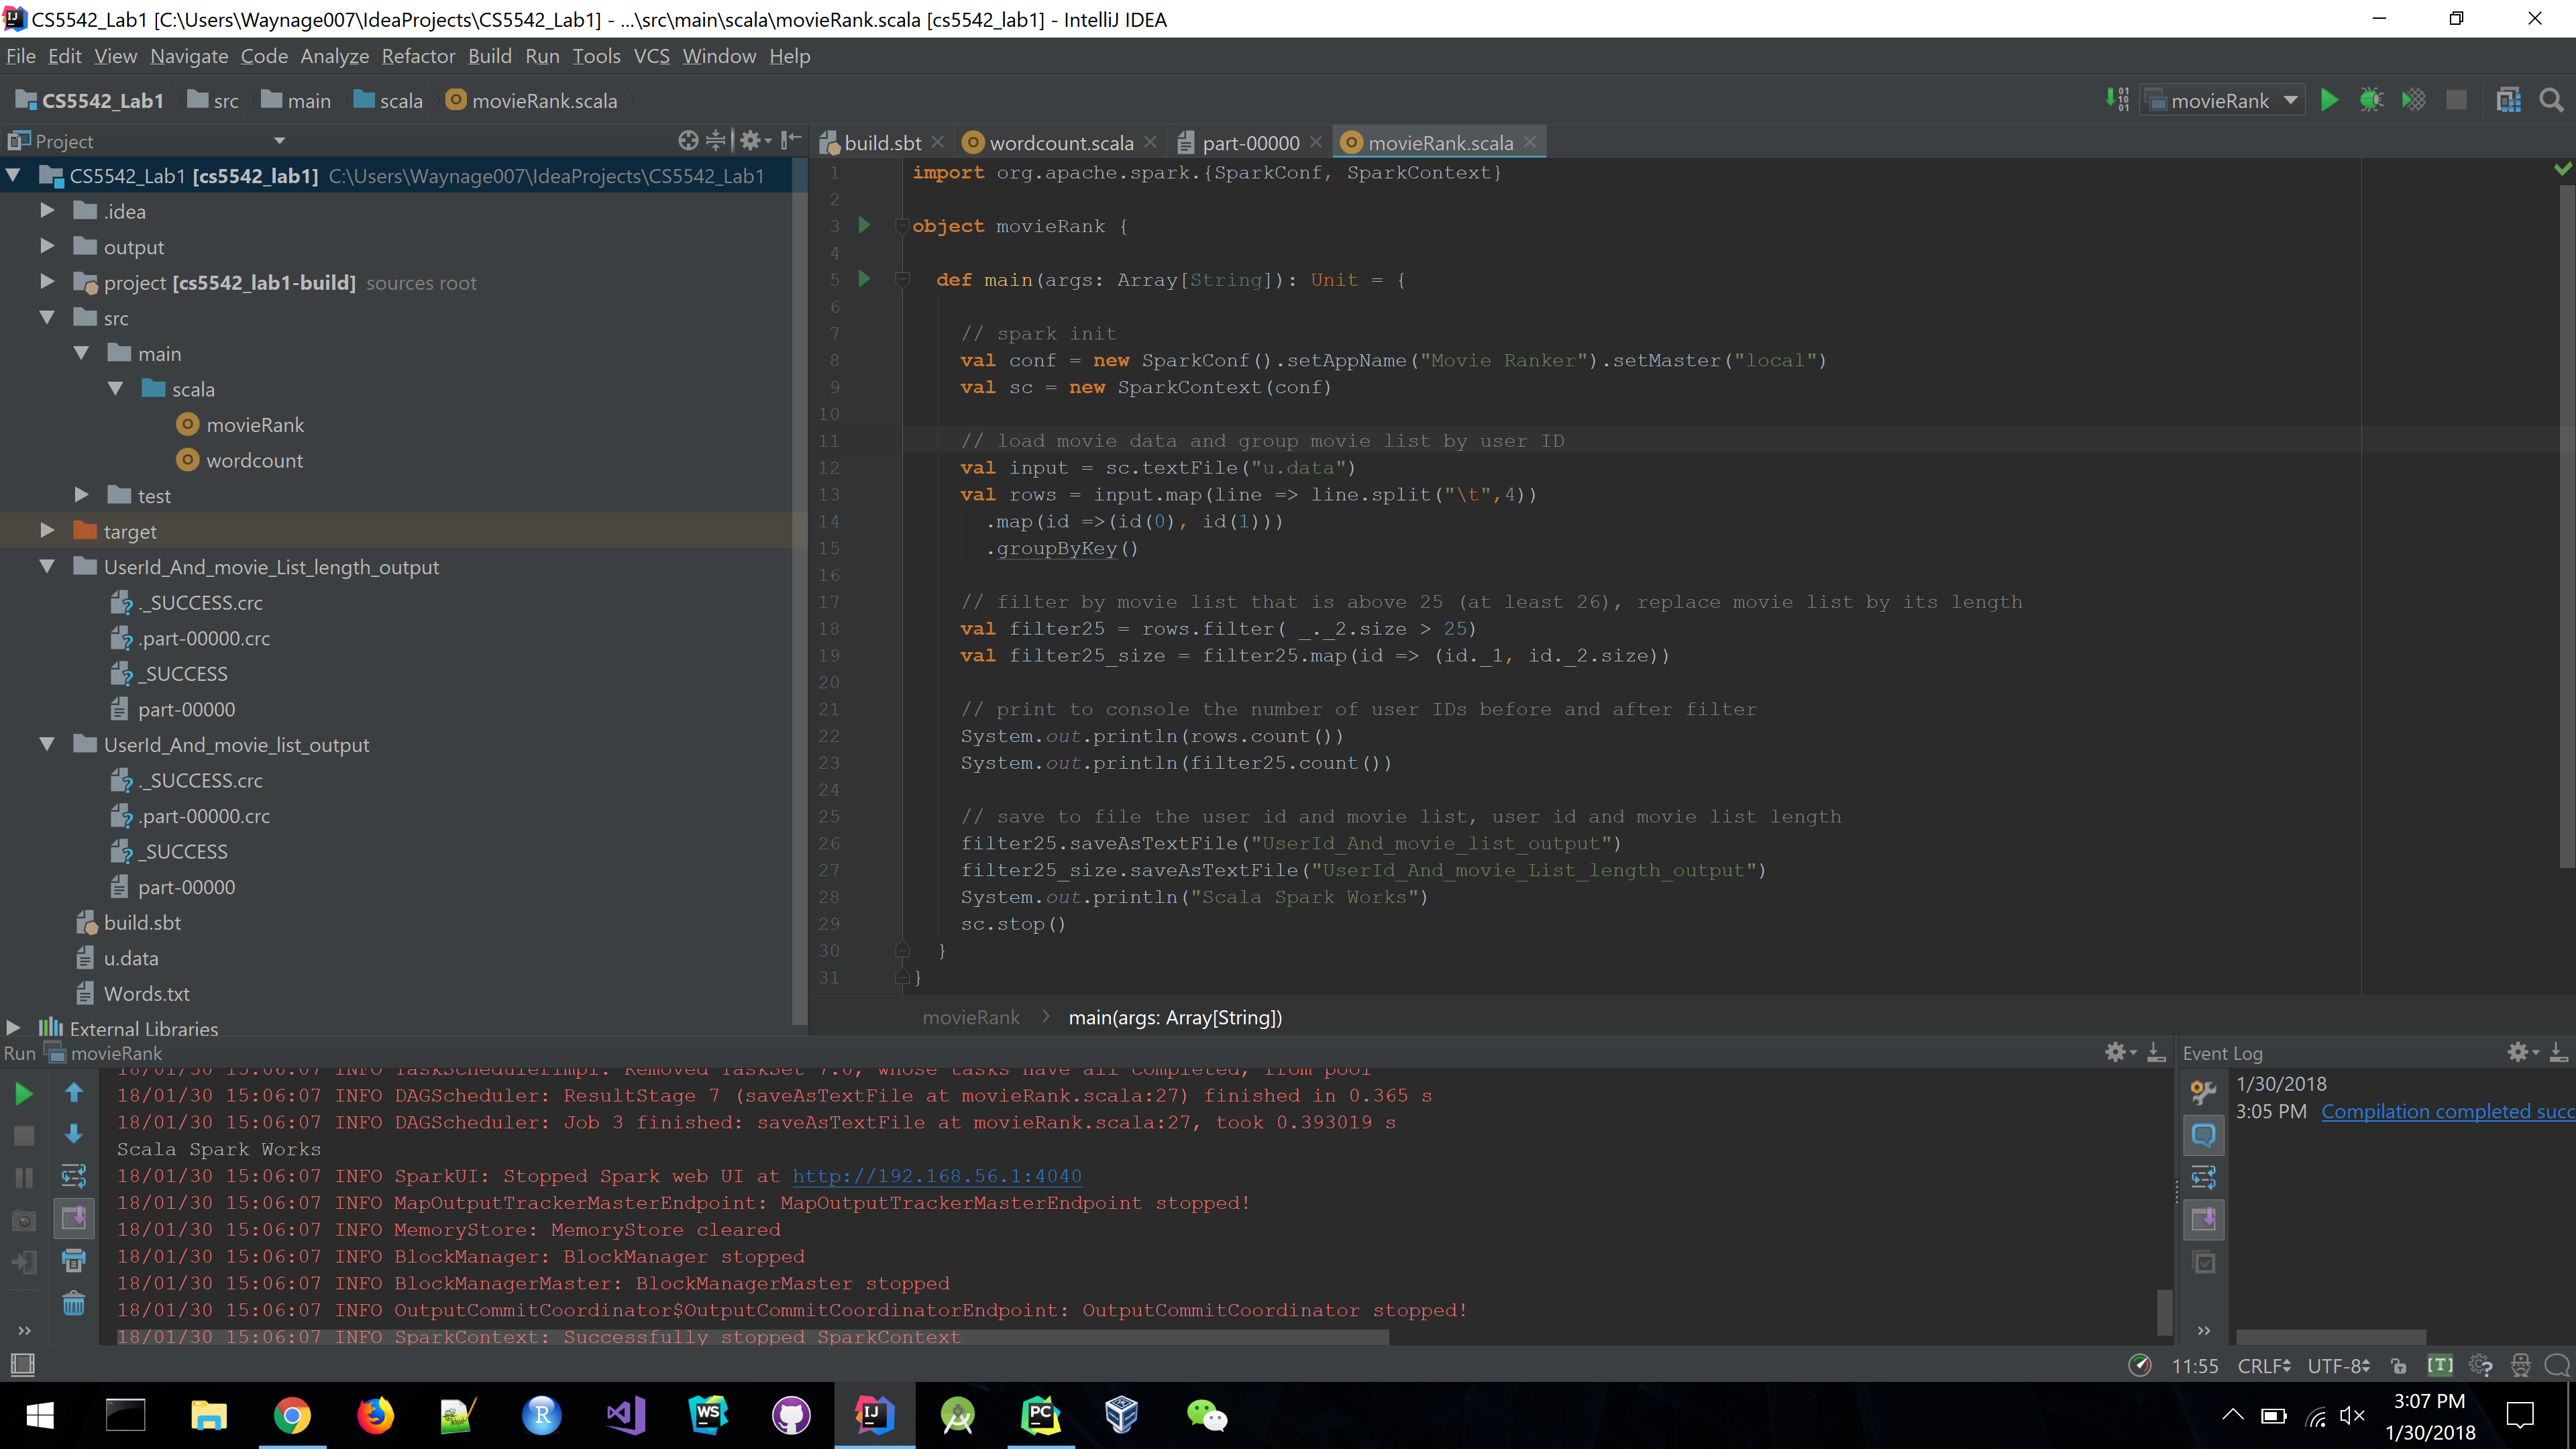 CS5542_Lab1 [C:\Users\Waynage007\IdeaProjects\CS5542_Lab1] - ...\src\main\scala\movieRank.scala [cs5542_lab1] - IntelliJ IDEA
File Edit View Navigate Code Analyze Refactor Build Run Tools VCS Window Help
CS5542_Lab1 src main scala movieRank.scala
movieRank
Project
build.sbt wordcount.scala part-00000 movieRank.scala
CS5542_Lab1 [cs5542_lab1] C:\Users\Waynage007\IdeaProjects\CS5542_Lab1
.idea
output
project [cs5542_lab1-build] sources root
src
main
scala
movieRank
wordcount
test
target
UserId_And_movie_List_length_output
._SUCCESS.crc
.part-00000.crc
_SUCCESS
part-00000
UserId_And_movie_list_output
._SUCCESS.crc
.part-00000.crc
_SUCCESS
part-00000
build.sbt
u.data
Words.txt
External Libraries
1 import org.apache.spark.{SparkConf, SparkContext}
2
3 object movieRank {
4
5 def main(args: Array[String]): Unit = {
6
7 // spark init
8 val conf = new SparkConf().setAppName("Movie Ranker").setMaster("local")
9 val sc = new SparkContext(conf)
10
11 // load movie data and group movie list by user ID
12 val input = sc.textFile("u.data")
13 val rows = input.map(line => line.split("\t",4))
14 .map(id =>(id(0), id(1)))
15 .groupByKey()
16
17 // filter by movie list that is above 25 (at least 26), replace movie list by its length
18 val filter25 = rows.filter( _._2.size > 25)
19 val filter25_size = filter25.map(id => (id._1, id._2.size))
20
21 // print to console the number of user IDs before and after filter
22 System.out.println(rows.count())
23 System.out.println(filter25.count())
24
25 // save to file the user id and movie list, user id and movie list length
26 filter25.saveAsTextFile("UserId_And_movie_list_output")
27 filter25_size.saveAsTextFile("UserId_And_movie_List_length_output")
28 System.out.println("Scala Spark Works")
29 sc.stop()
30 }
31 }
movieRank > main(args: Array[String])
Run movieRank
18/01/30 15:06:07 INFO TaskSchedulerImpl: Removed TaskSet 7.0, whose tasks have all completed, from pool
18/01/30 15:06:07 INFO DAGScheduler: ResultStage 7 (saveAsTextFile at movieRank.scala:27) finished in 0.365 s
18/01/30 15:06:07 INFO DAGScheduler: Job 3 finished: saveAsTextFile at movieRank.scala:27, took 0.393019 s
Scala Spark Works
18/01/30 15:06:07 INFO SparkUI: Stopped Spark web UI at http://192.168.56.1:4040
18/01/30 15:06:07 INFO MapOutputTrackerMasterEndpoint: MapOutputTrackerMasterEndpoint stopped!
18/01/30 15:06:07 INFO MemoryStore: MemoryStore cleared
18/01/30 15:06:07 INFO BlockManager: BlockManager stopped
18/01/30 15:06:07 INFO BlockManagerMaster: BlockManagerMaster stopped
18/01/30 15:06:07 INFO OutputCommitCoordinator$OutputCommitCoordinatorEndpoint: OutputCommitCoordinator stopped!
18/01/30 15:06:07 INFO SparkContext: Successfully stopped SparkContext
Event Log
1/30/2018
3:05 PM Compilation completed succ
11:55 CRLF UTF-8 [T]
3:07 PM
1/30/2018